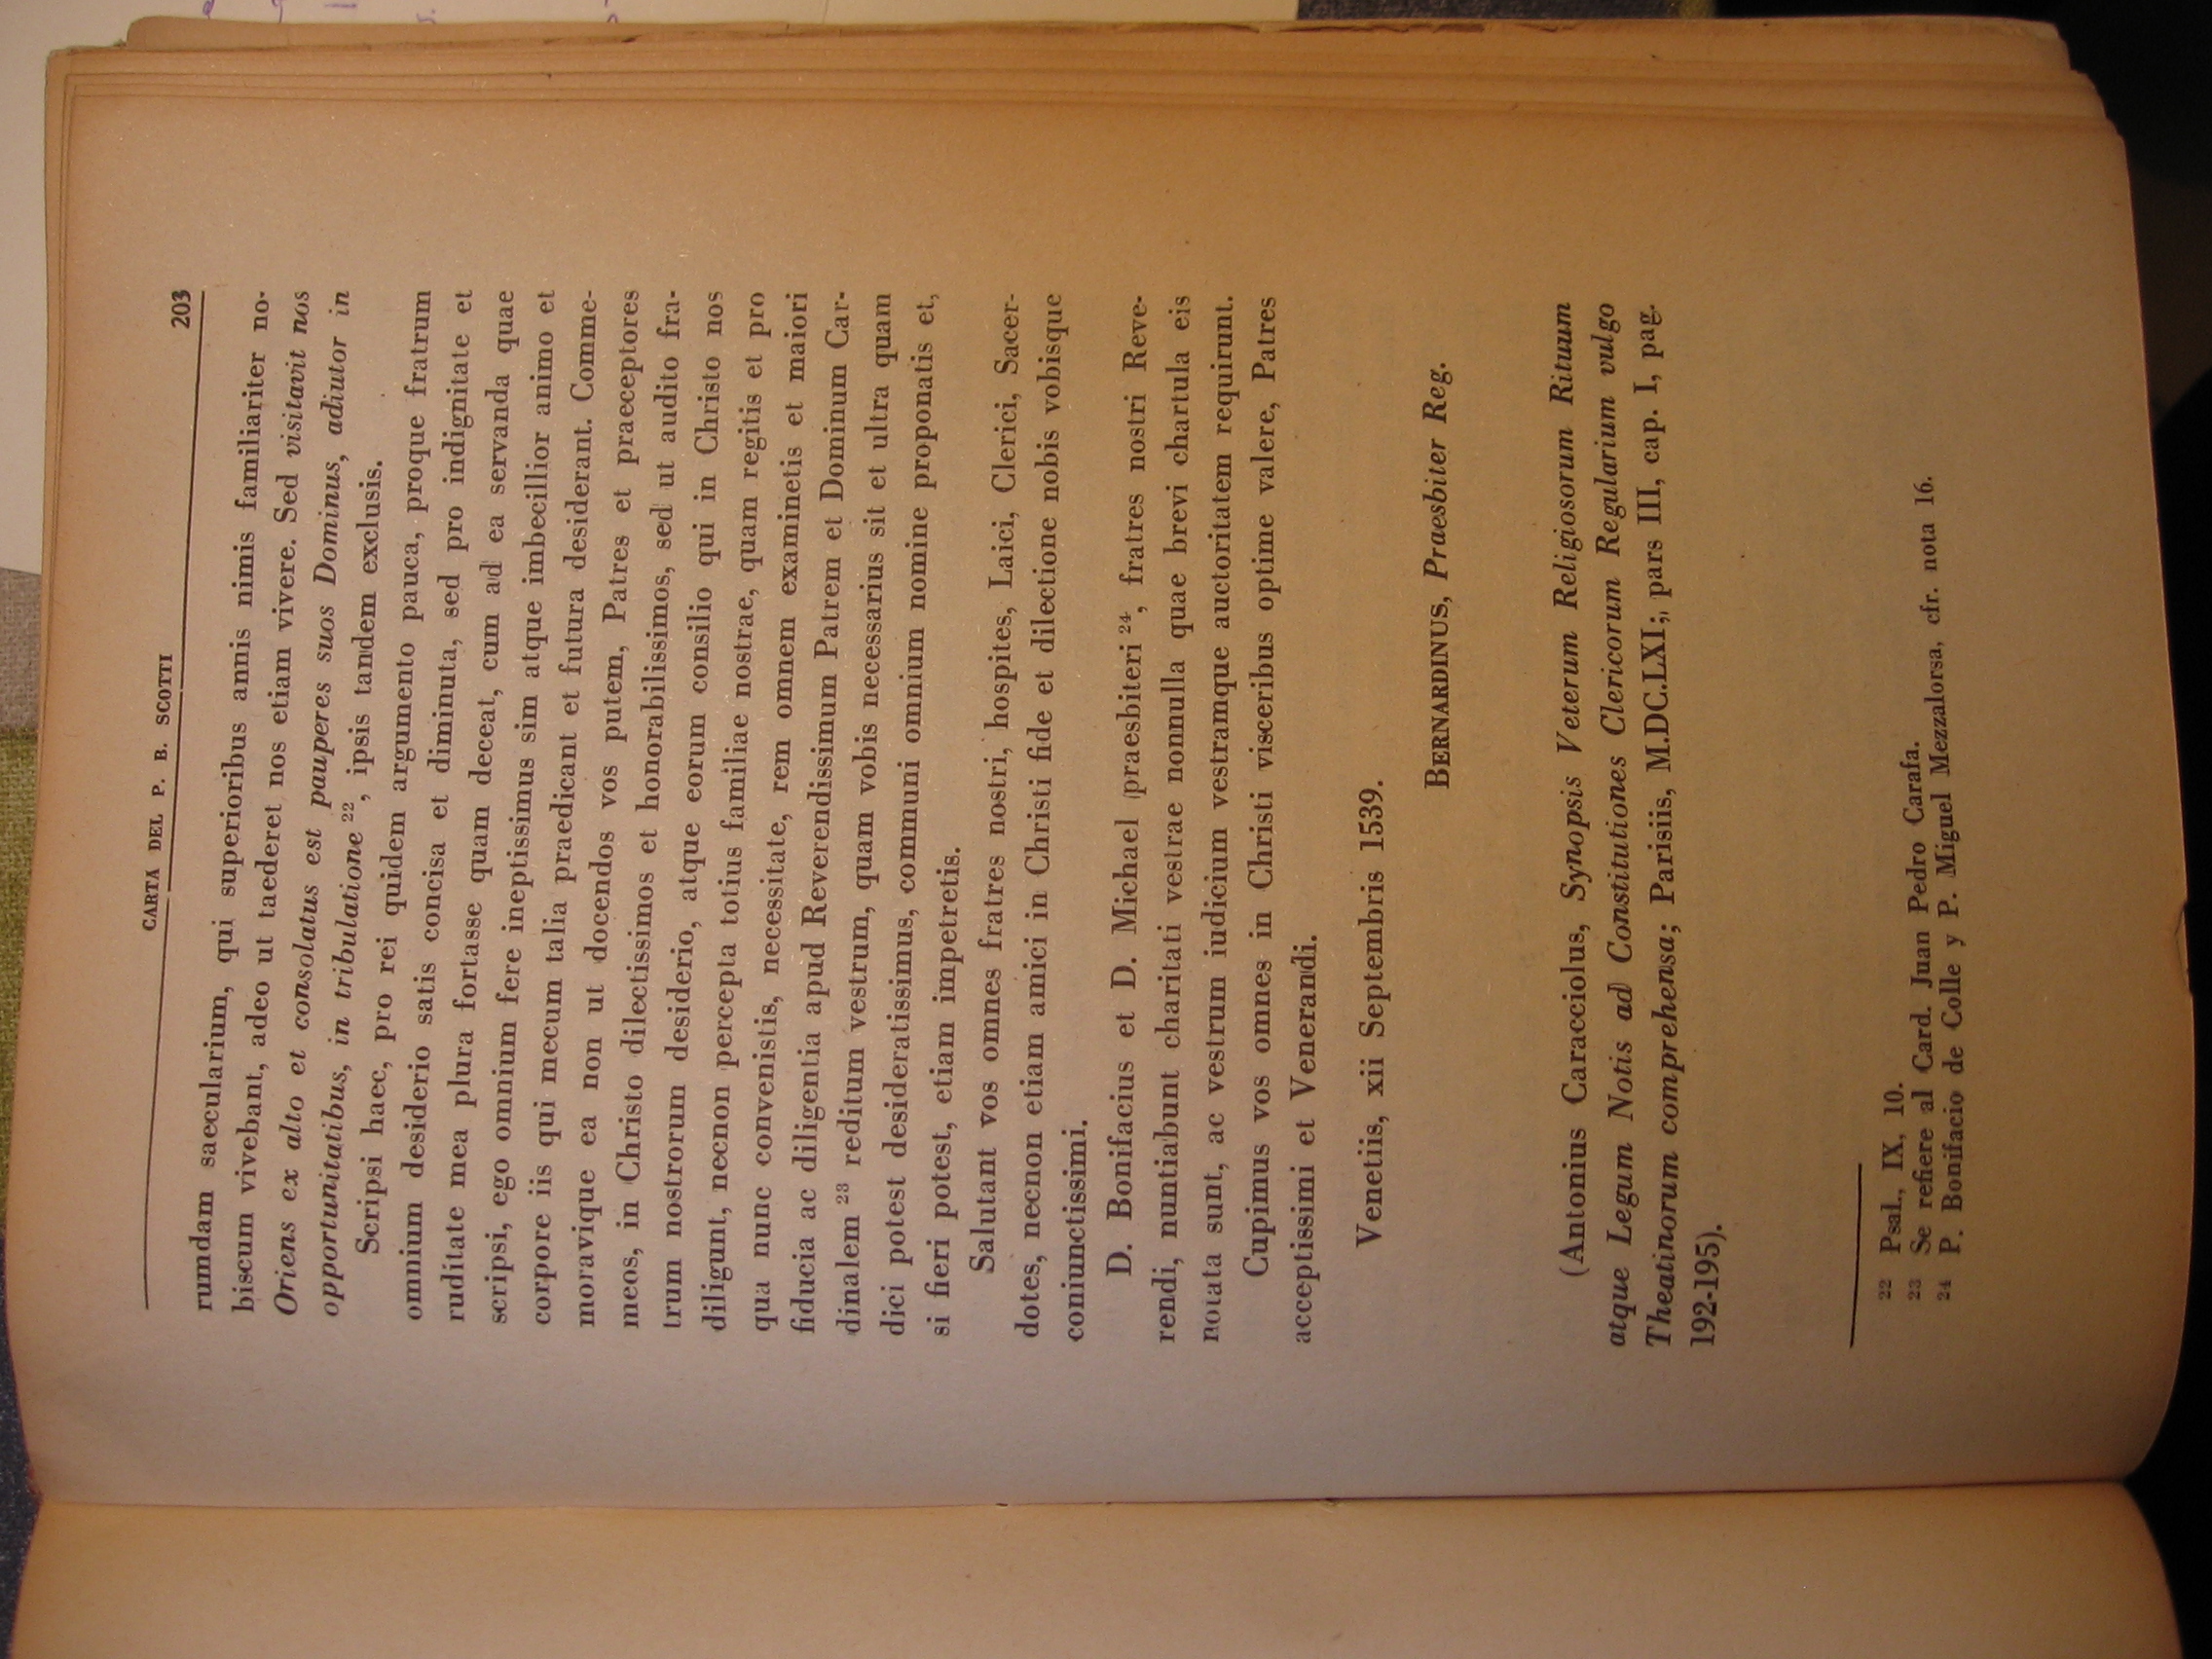 CARTA DEL P. B. SCOTTI 203
rumdam saecularium, qui superioribus annis nimis familiariter no-
biscum vivebant, adeo ut taederet nos etiam vivere. Sed visitavit nos
Oriens ex alto et consolatus est pauperes suos Dominus, adiutor in
opportunitatibus, in tribulatione 22, ipsis tandem exclusis.
Scripsi haec, pro rei quidem argumento pauca, proque fratrum
omnium desiderio satis concisa et diminuta, sed pro indignitate et
ruditate mea plura fortasse quam deceat, cum ad ea servanda quae
scripsi, ego omnium fere ineptissimus sim atque imbecillior animo et
corpore iis qui mecum talia praedicant et futura desiderant. Comme-
moravique ea non ut docendos vos putem, Patres et praeceptores
meos, in Christo dilectissimos et honorabilissimos, sed ut audito fra-
trum nostrorum desiderio, atque eorum consilio qui in Christo nos
diligunt, necnon percepta totius familiae nostrae, quam regitis et pro
qua nunc convenistis, necessitate, rem omnem examinetis et maiori
fiducia ac diligentia apud Reverendissimum Patrem et Dominum Car-
dinalem 23 reditum vestrum, quam vobis necessarius sit et ultra quam
dici potest desideratissimus, communi omnium nomine proponatis et,
si fieri potest, etiam impetretis.
Salutant vos omnes fratres nostri, hospites, Laici, Clerici, Sacer-
dotes, necnon etiam amici in Christi fide et dilectione nobis vobisque
coniunctissimi.
D. Bonifacius et D. Michael praesbiteri 24, fratres nostri Reve-
rendi, nuntiabunt charitati vestrae nonnulla quae brevi chartula eis
notata sunt, ac vestrum iudicium vestramque auctoritatem requirunt.
Cupimus vos omnes in Christi visceribus optime valere, Patres
acceptissimi et Venerandi.
Venetiis, xii Septembris 1539.
BERNARDINUS, Praesbiter Reg.
(Antonius Caracciolus, Synopsis Veterum Religiosorum Rituum
atque Legum Notis ad Constitutiones Clericorum Regularium vulgo
Theatinorum comprehensa; Parisiis, M.DC.LXI;, pars III, cap. I, pag.
192-195).
22 Psal., IX, 10.
23 Se refiere al Card. Juan Pedro Carafa.
24 P. Bonifacio de Colle y P. Miguel Mezzalorsa, cfr. nota 16.